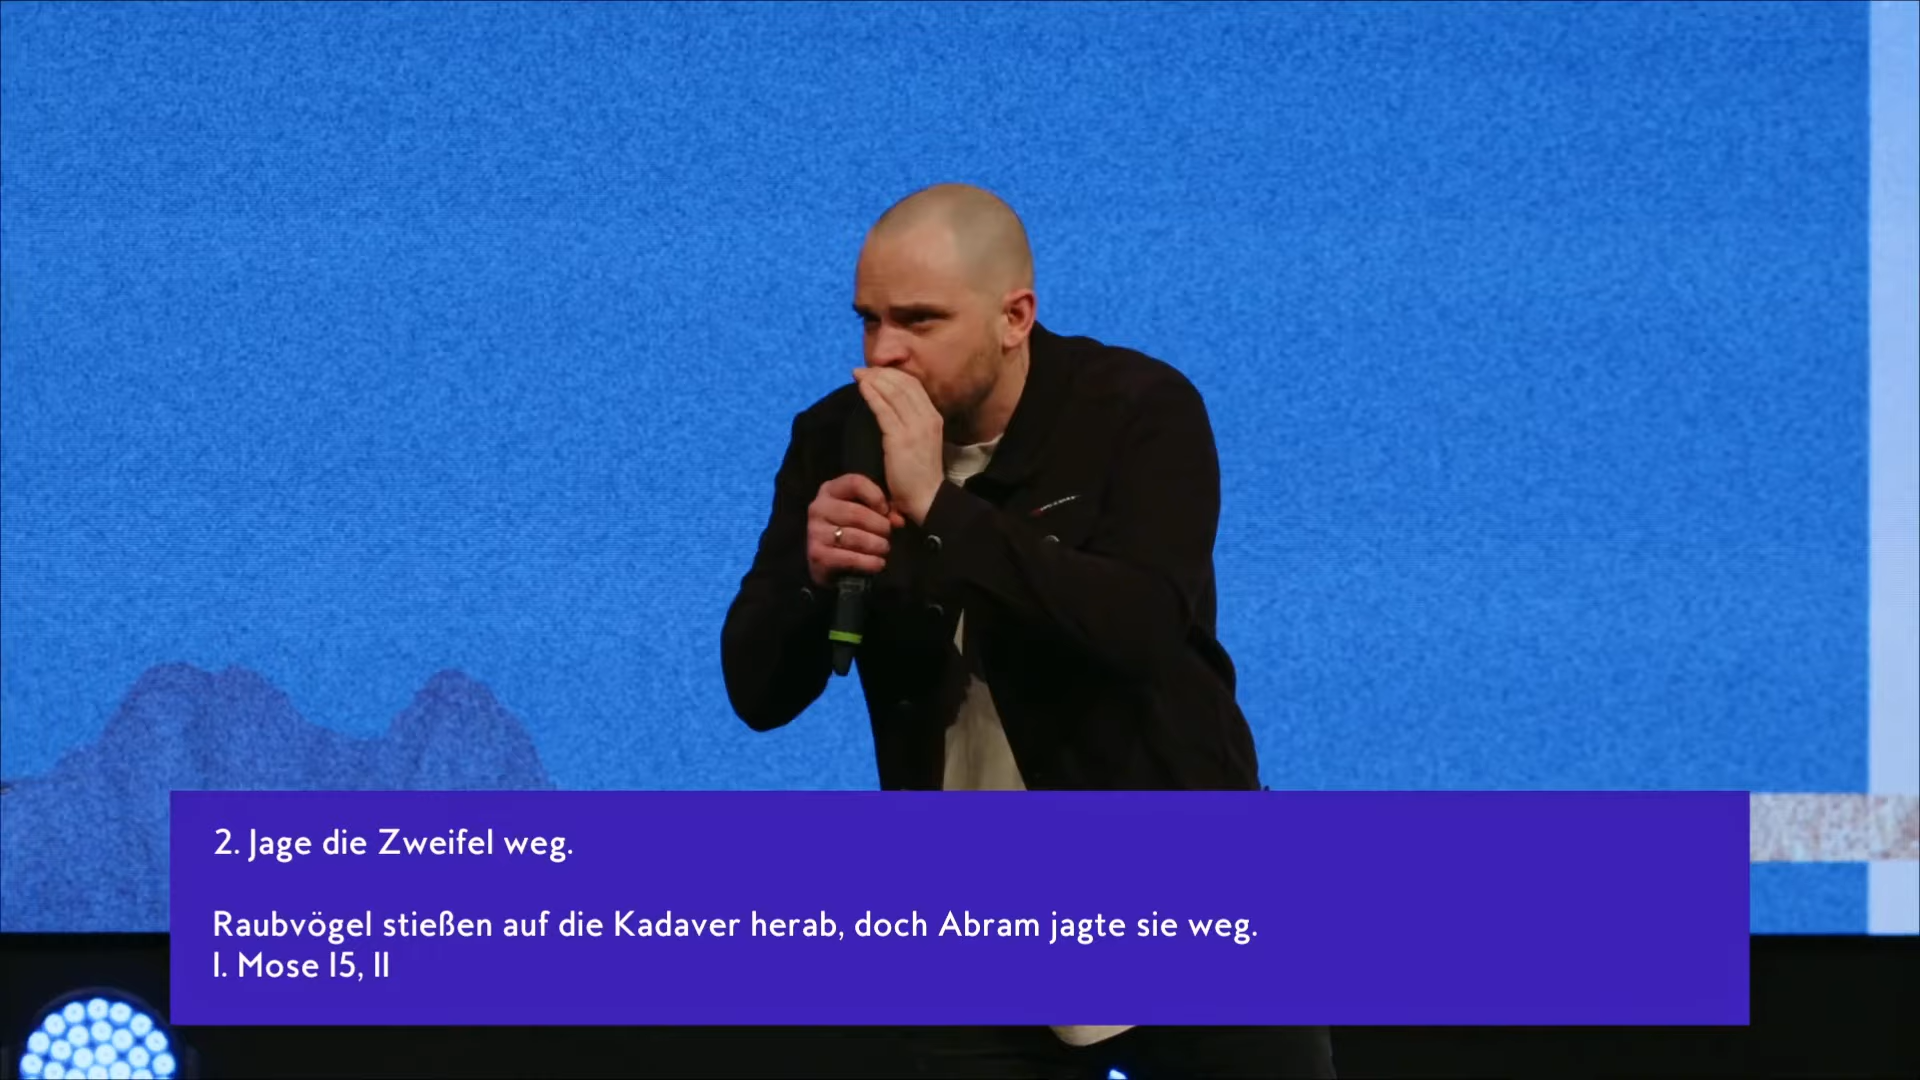 2. Jage die Zweifel weg.
Raubvögel stießen auf die Kadaver herab, doch Abram jagte sie weg.
1. Mose 15, 11